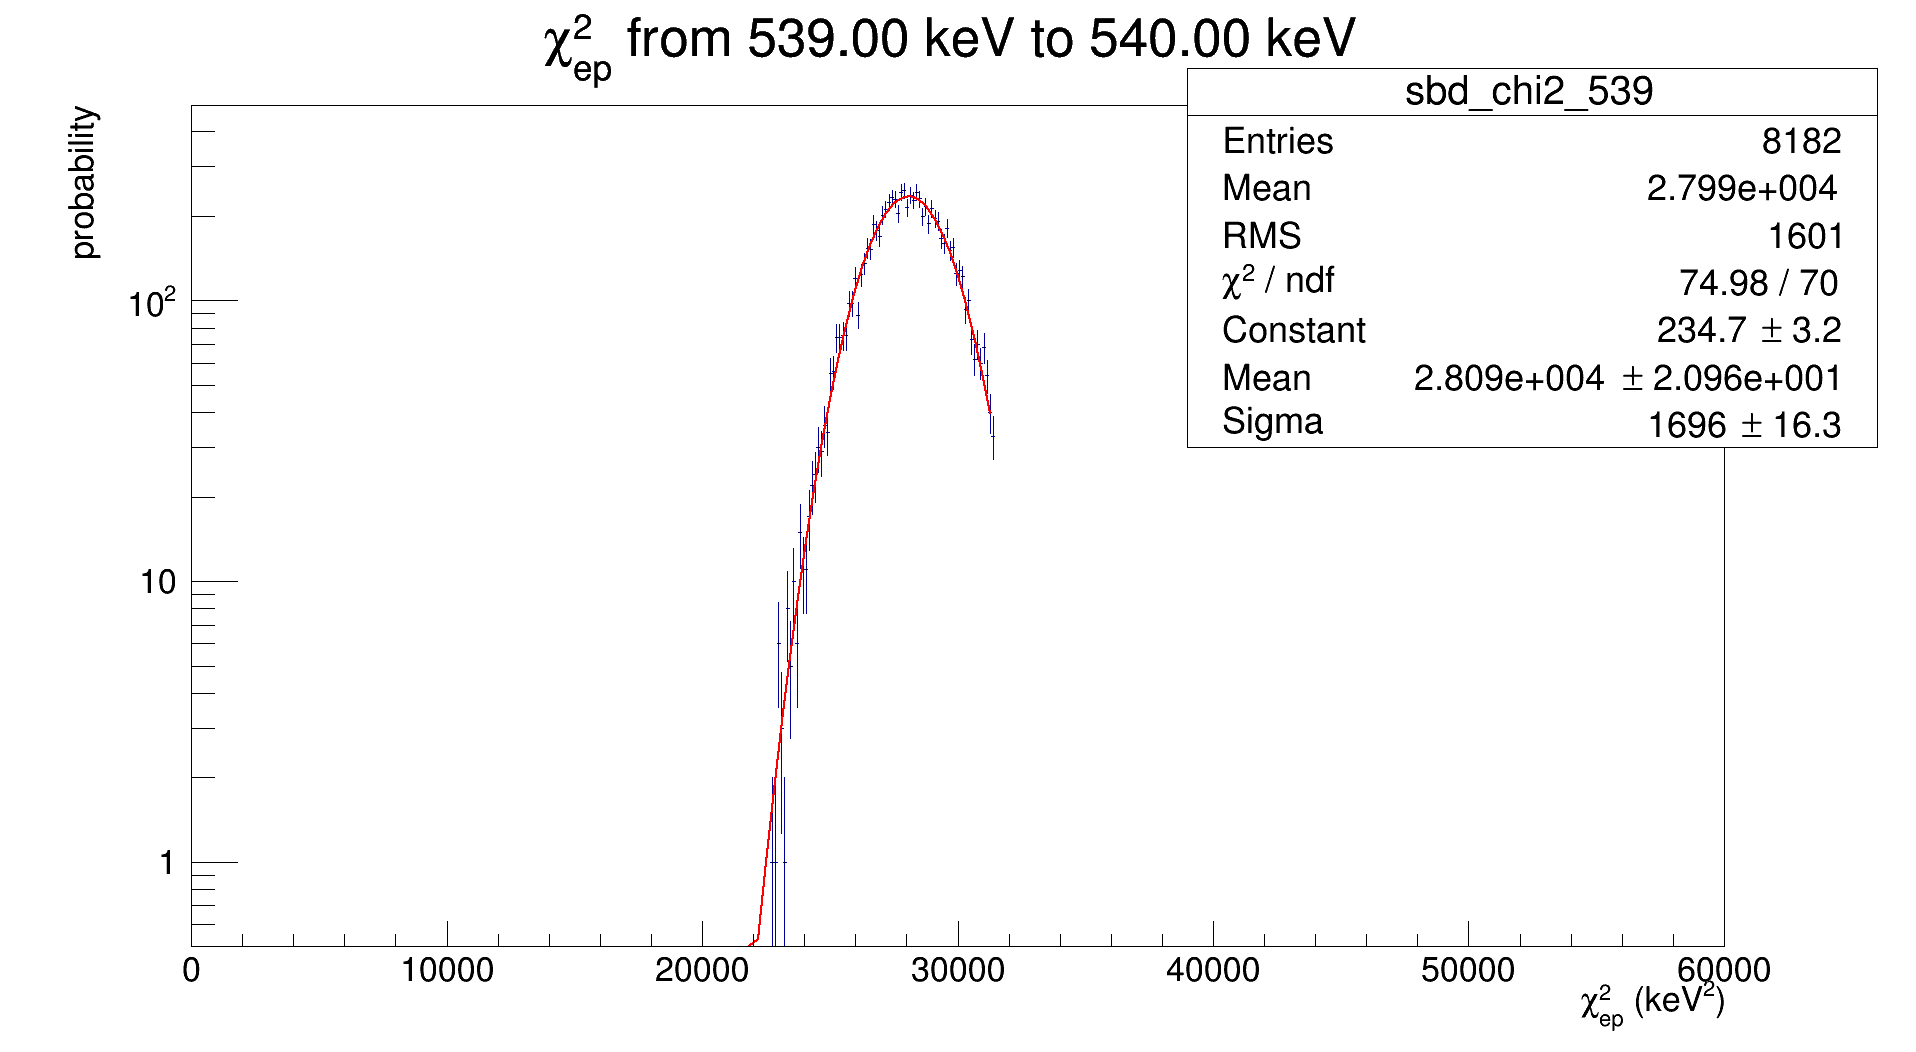 χ²ep from 539.00 keV to 540.00 keV
sbd_chi2_539
Entries 8182
Mean 2.799e+004
RMS 1601
χ² / ndf 74.98 / 70
Constant 234.7 ± 3.2
Mean 2.809e+004 ± 2.096e+001
Sigma 1696 ± 16.3
probability
10²
10
1
0 10000 20000 30000 40000 50000 60000
χ²ep (keV²)